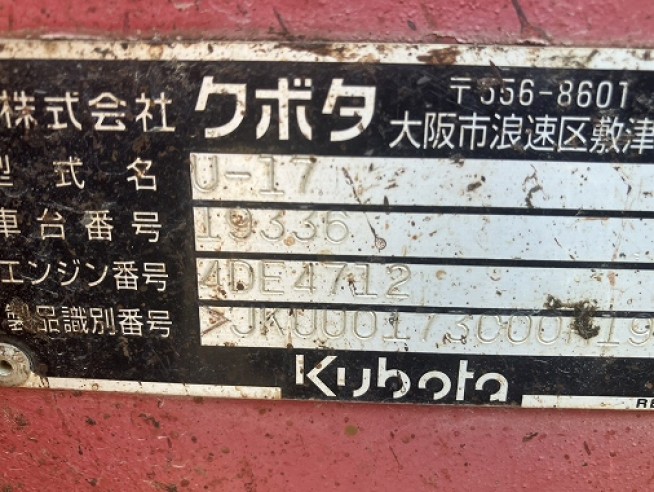 株式会社 クボタ 〒556-8601
大阪市浪速区敷津
型式名 U-17
車台番号 19336
エンジン番号 4DE4712
製品識別番号
Kubota
RE